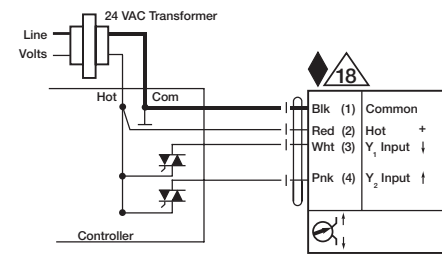 24 VAC Transformer
Line
Volts
Hot Com
18
Blk (1) Common
Red (2) Hot +
Wht (3) Y1 Input ↓
Pnk (4) Y2 Input ↑
Controller